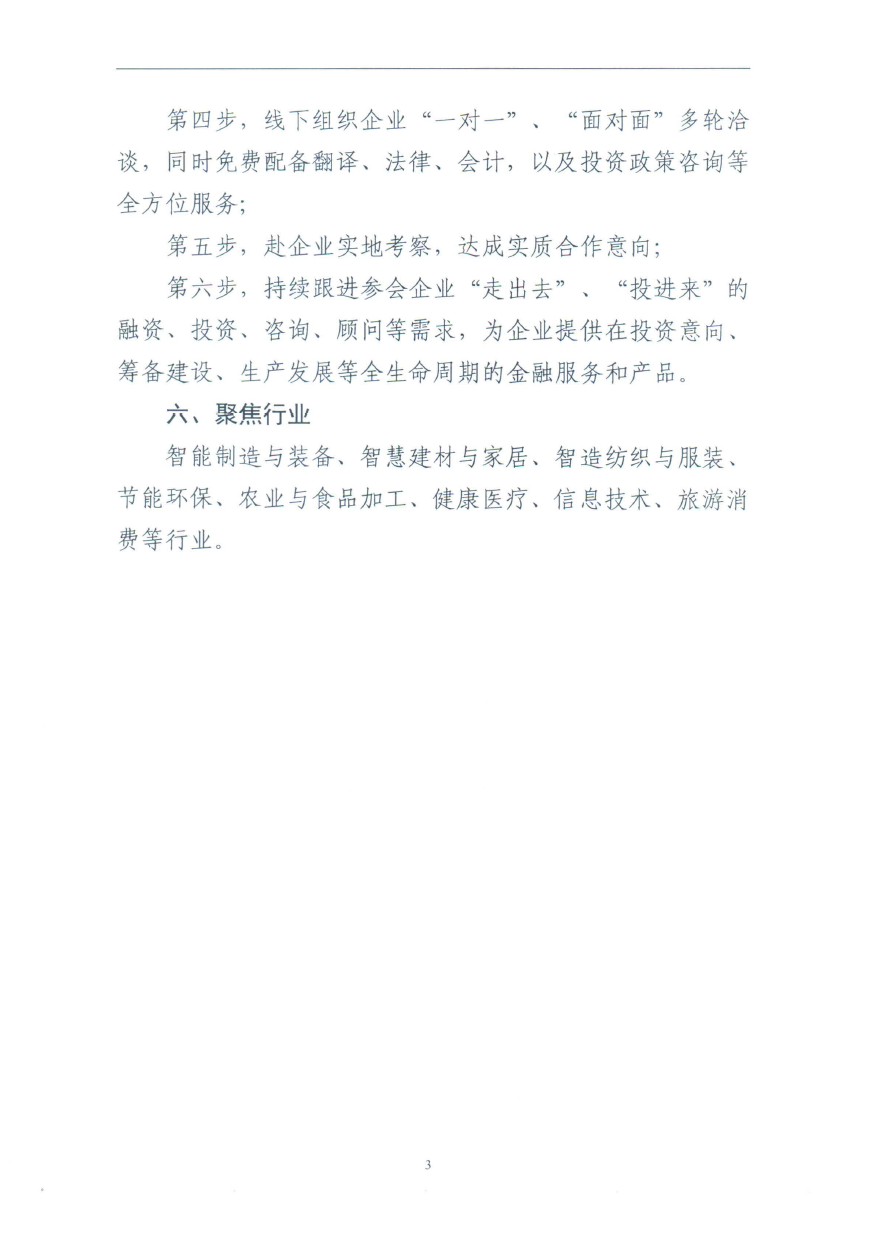 第四步，线下组织企业“一对一”、“面对面”多轮洽
谈，同时免费配备翻译、法律、会计，以及投资政策咨询等
全方位服务；
第五步，赴企业实地考察，达成实质合作意向；
第六步，持续跟进参会企业“走出去”、“投进来”的
融资、投资、咨询、顾问等需求，为企业提供在投资意向、
筹备建设、生产发展等全生命周期的金融服务和产品。
六、聚焦行业
智能制造与装备、智慧建材与家居、智造纺织与服装、
节能环保、农业与食品加工、健康医疗、信息技术、旅游消
费等行业。
3